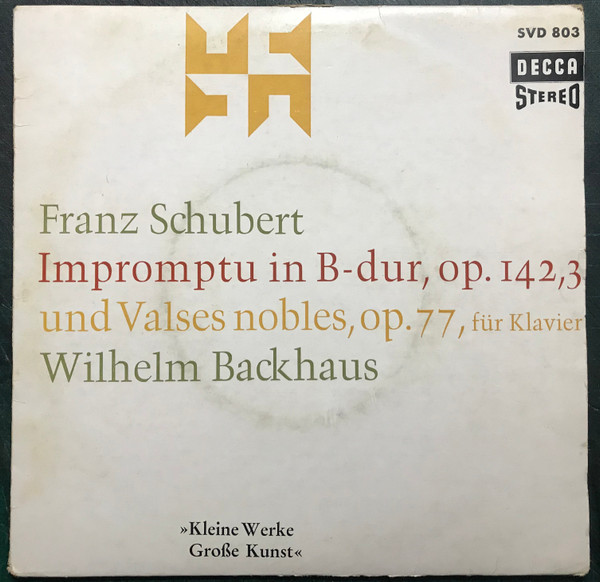 SVD 803
DECCA
STEREO
Franz Schubert
Impromptu in B-dur, op. 142,3
und Valses nobles, op. 77, für Klavier
Wilhelm Backhaus
»Kleine Werke
Große Kunst«